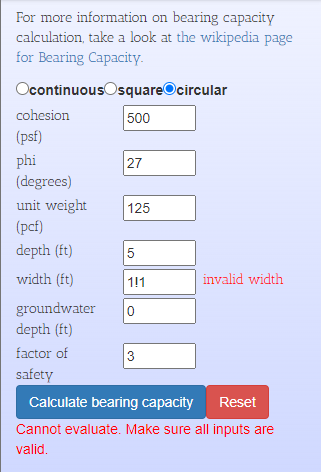 For more information on bearing capacity
calculation, take a look at the wikipedia page
for Bearing Capacity.
continuous square circular
cohesion 500
(psf)
phi 27
(degrees)
unit weight 125
(pcf)
depth (ft) 5
width (ft) 1!1 invalid width
groundwater 0
depth (ft)
factor of 3
safety
Calculate bearing capacity Reset
Cannot evaluate. Make sure all inputs are
valid.